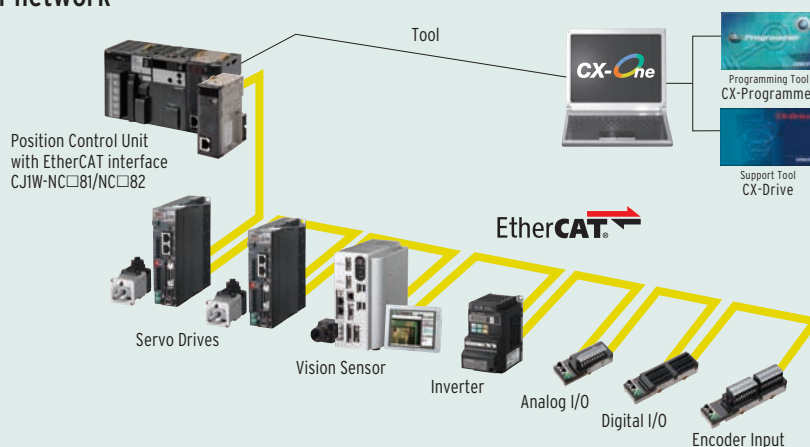 network
Tool
CX-One
Programming Tool
CX-Programme
Support Tool
CX-Drive
Position Control Unit
with EtherCAT interface
CJ1W-NC□81/NC□82
EtherCAT®
Servo Drives
Vision Sensor
Inverter
Analog I/O
Digital I/O
Encoder Input